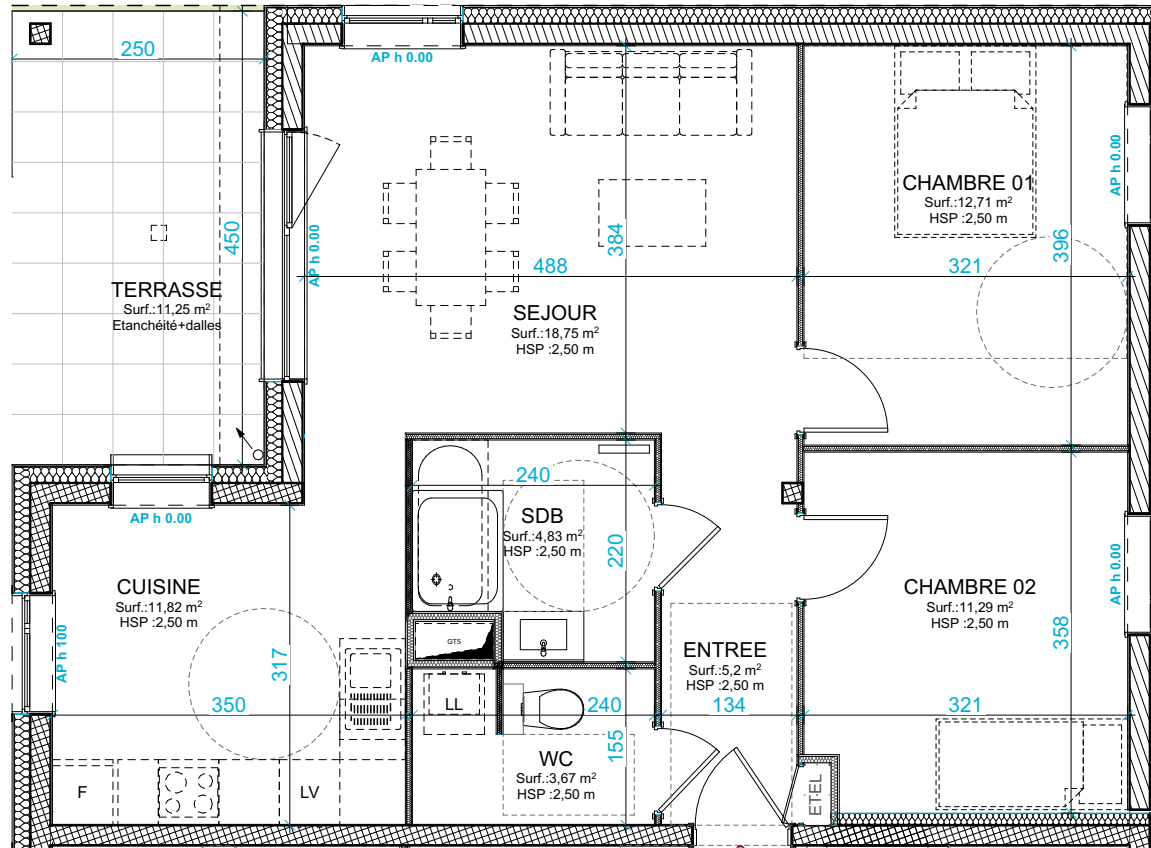 250
AP h 0.00
450
AP h 0.00
TERRASSE
Surf.:11,25 m²
Etanchéité+dalles
384
488
SEJOUR
Surf.:18,75 m²
HSP :2,50 m
CHAMBRE 01
Surf.:12,71 m²
HSP :2,50 m
AP h 0.00
396
321
AP h 0.00
CUISINE
Surf.:11,82 m²
HSP :2,50 m
AP h 100
317
350
F
LV
240
SDB
Surf.:4,83 m²
HSP :2,50 m
220
GT5
LL
240
155
WC
Surf.:3,67 m²
HSP :2,50 m
ENTREE
Surf.:5,2 m²
HSP :2,50 m
134
ETEL
CHAMBRE 02
Surf.:11,29 m²
HSP :2,50 m
AP h 0.00
358
321